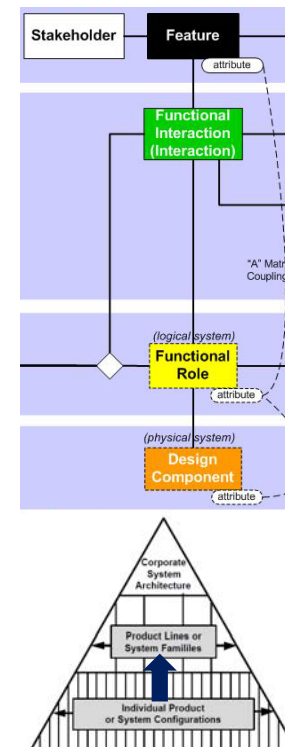 Stakeholder
Feature
attribute
Functional
Interaction
(Interaction)
"A" Matr
Coupling
(logical system)
Functional
Role
attribute
(physical system)
Design
Component
attribute
Corporate
System
Architecture
Product Lines or
System Famililes
Individual Product
or System Configurations